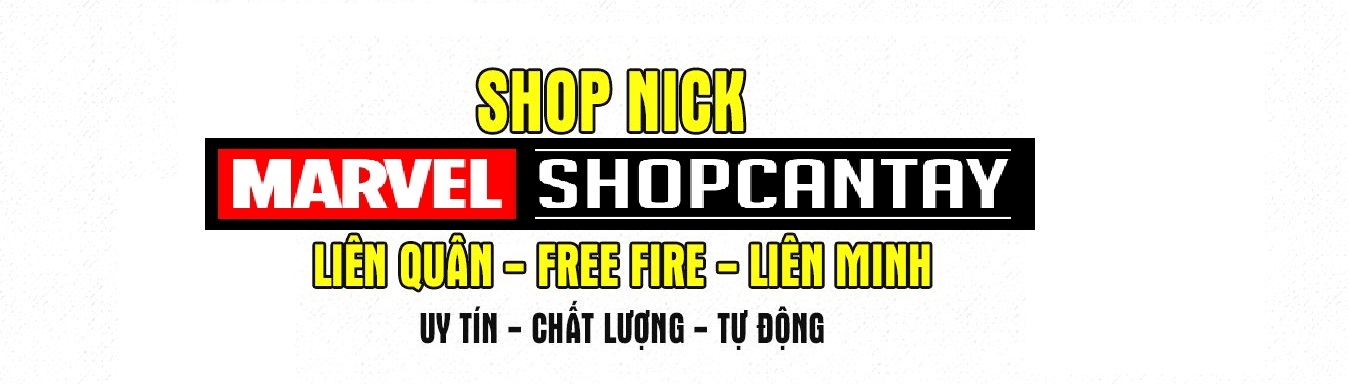 SHOP NICK
MARVEL SHOPCANTAY
LIÊN QUÂN - FREE FIRE - LIÊN MINH
UY TÍN - CHẤT LƯỢNG - TỰ ĐỘNG